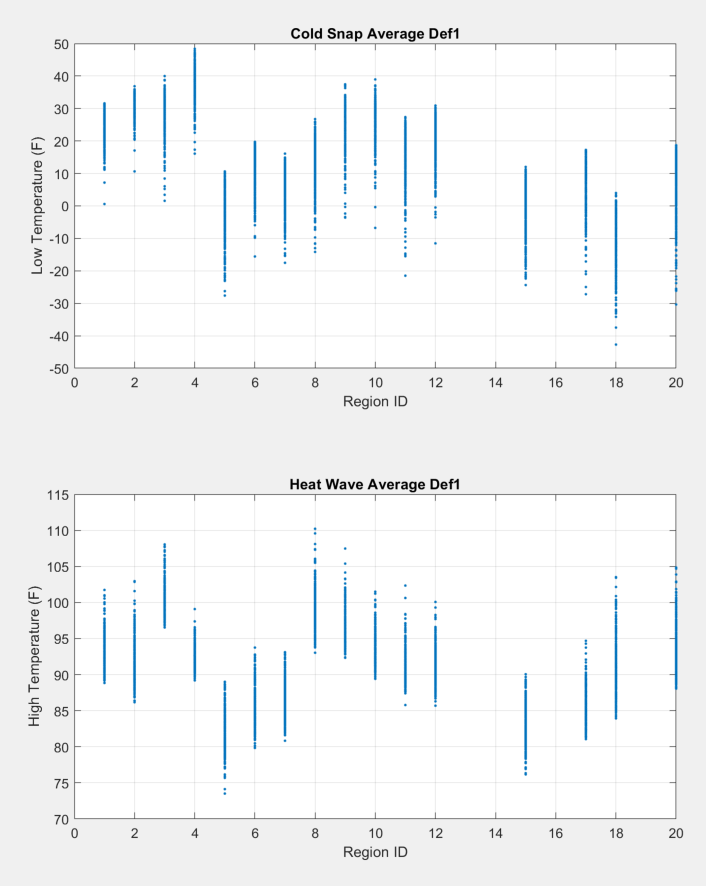 Cold Snap Average Def1
50
40
30
20
10
0
-10
-20
-30
-40
-50
Low Temperature (F)
0 2 4 6 8 10 12 14 16 18 20
Region ID
Heat Wave Average Def1
115
110
105
100
95
90
85
80
75
70
High Temperature (F)
0 2 4 6 8 10 12 14 16 18 20
Region ID